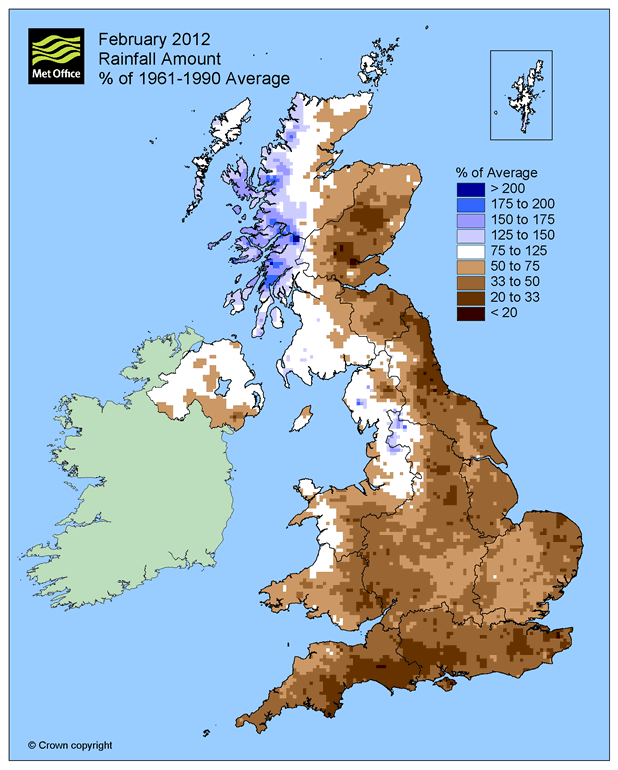 Met Office
February 2012
Rainfall Amount
% of 1961-1990 Average
% of Average
> 200
175 to 200
150 to 175
125 to 150
75 to 125
50 to 75
33 to 50
20 to 33
< 20
© Crown copyright